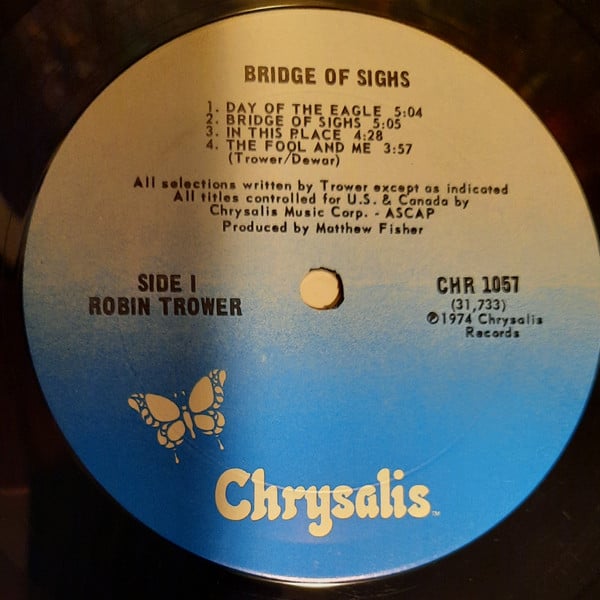 BRIDGE OF SIGHS
1. DAY OF THE EAGLE 5:04
2. BRIDGE OF SIGHS 5:05
3. IN THIS PLACE 4:28
4. THE FOOL AND ME 3:57
(Trower/Dewar)
All selections written by Trower except as indicated
All titles controlled for U.S. & Canada by
Chrysalis Music Corp. - ASCAP
Produced by Matthew Fisher
SIDE I
ROBIN TROWER
CHR 1057
(31,733)
℗1974 Chrysalis
Records
Chrysalis™